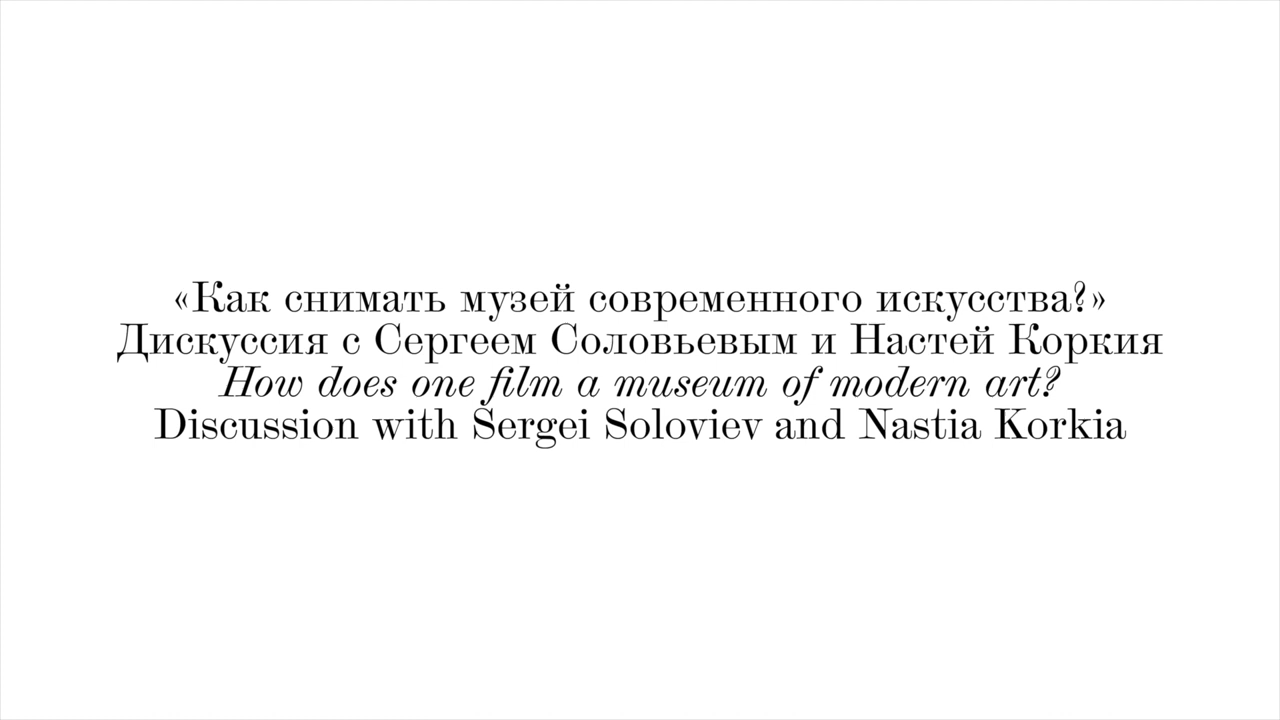 «Как снимать музей современного искусства?»
Дискуссия с Сергеем Соловьевым и Настей Коркия
How does one film a museum of modern art?
Discussion with Sergei Soloviev and Nastia Korkia